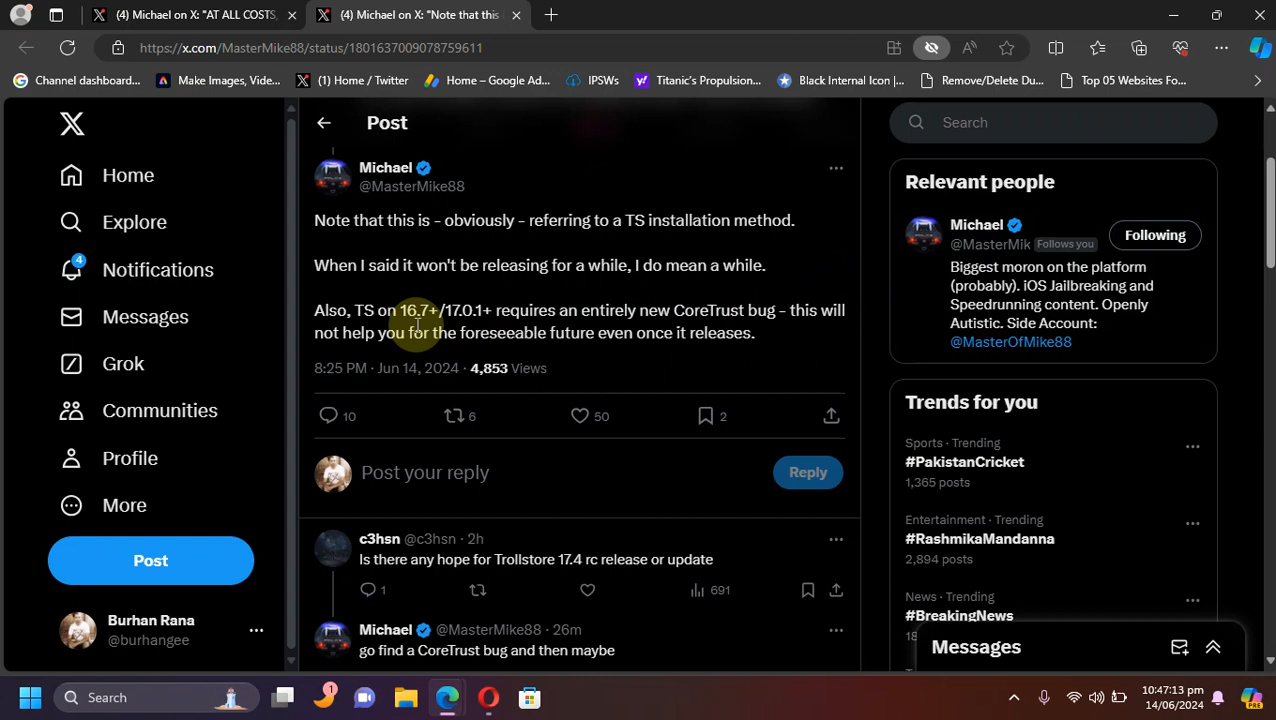 (4) Michael on X: "AT ALL COSTS,
(4) Michael on X: "Note that this
https://x.com/MasterMike88/status/1801637009078759611
Channel dashboard...
Make Images, Vide...
(1) Home / Twitter
Home – Google Ad...
IPSWs
Titanic's Propulsion...
Black Internal Icon |...
Remove/Delete Du...
Top 05 Websites Fo...
Home
Explore
4
Notifications
Messages
Grok
Communities
Profile
More
Post
Burhan Rana
@burhangee
Post
Michael
@MasterMike88
Note that this is - obviously - referring to a TS installation method.
When I said it won't be releasing for a while, I do mean a while.
Also, TS on 16.7+/17.0.1+ requires an entirely new CoreTrust bug - this will
not help you for the foreseeable future even once it releases.
8:25 PM · Jun 14, 2024 · 4,853 Views
10
6
50
2
Post your reply
Reply
c3hsn @c3hsn · 2h
Is there any hope for Trollstore 17.4 rc release or update
1
691
Michael @MasterMike88 · 26m
go find a CoreTrust bug and then maybe
Search
Relevant people
Michael
@MasterMik Follows you
Following
Biggest moron on the platform
(probably). iOS Jailbreaking and
Speedrunning content. Openly
Autistic. Side Account:
@MasterOfMike88
Trends for you
Sports · Trending
#PakistanCricket
1,365 posts
Entertainment · Trending
#RashmikaMandanna
2,894 posts
News · Trending
#BreakingNews
Messages
Search
1
10:47:13 pm
14/06/2024
PRE